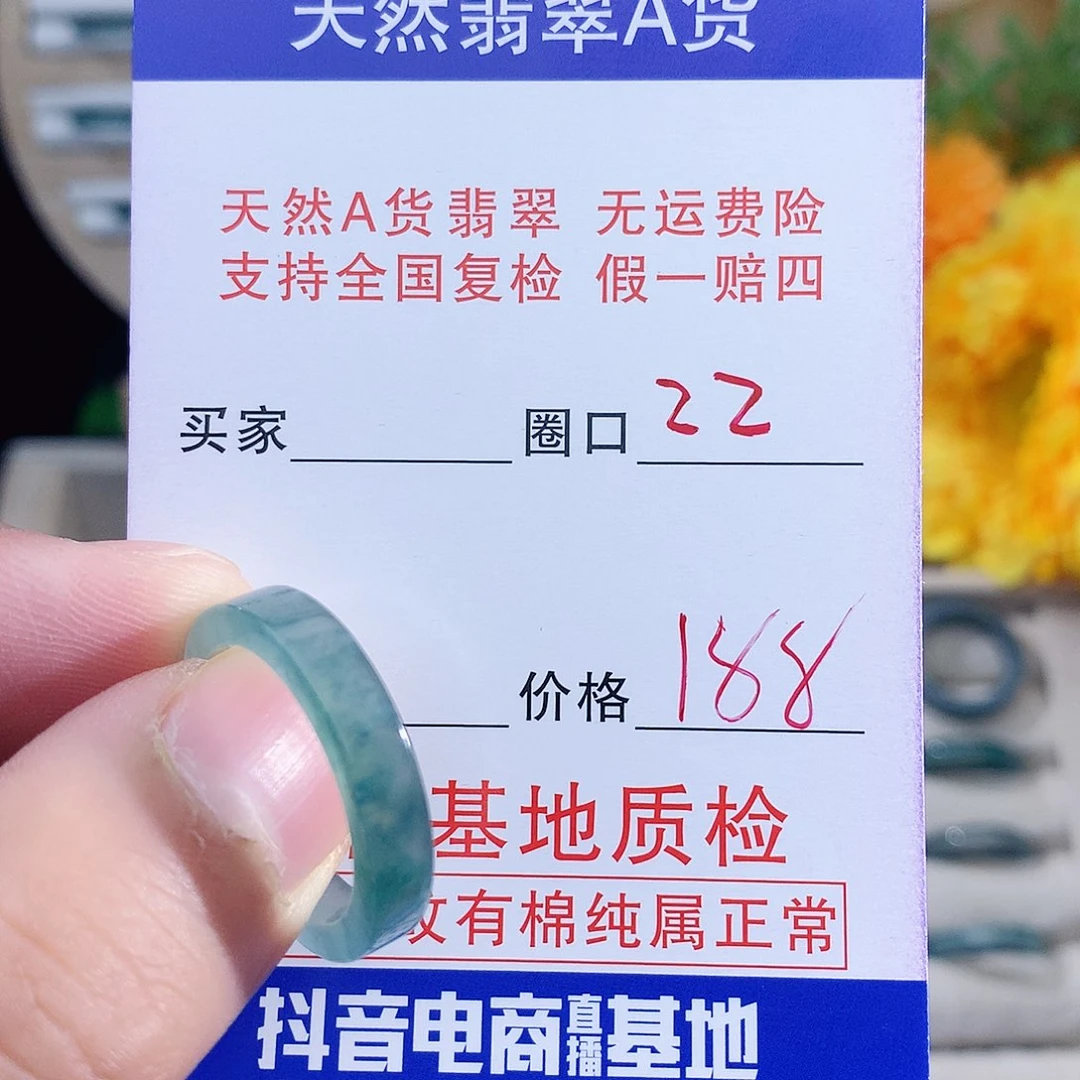 天然翡翠A货
天然A货翡翠 无运费险
支持全国复检 假一赔四
买家 圈口 22
价格 188
基地质检
有棉纯属正常
抖音电商直播基地